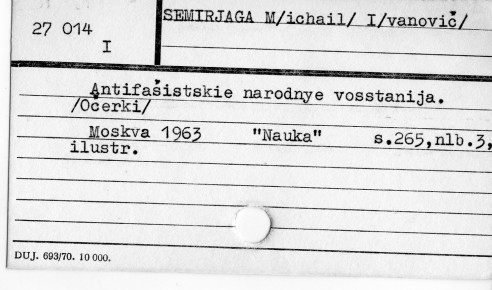 27 014
I
SEMIRJAGA M/ichail/ I/vanovič/
Antifašistskie narodnye vosstanija.
/Očerki/
Moskva 1963 "Nauka" s.265,nlb.3,
ilustr.
DUJ. 693/70. 10 000.